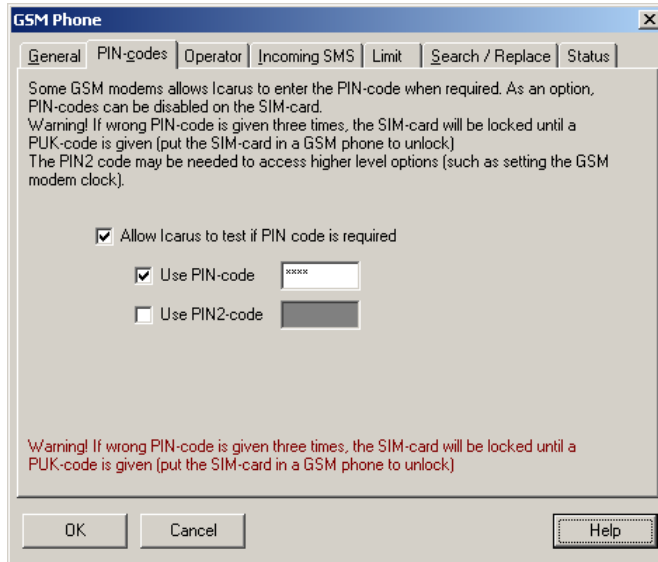 GSM Phone
General PIN-codes Operator Incoming SMS Limit Search / Replace Status
Some GSM modems allows Icarus to enter the PIN-code when required. As an option,
PIN-codes can be disabled on the SIM-card.
Warning! If wrong PIN-code is given three times, the SIM-card will be locked until a
PUK-code is given (put the SIM-card in a GSM phone to unlock)
The PIN2 code may be needed to access higher level options (such as setting the GSM
modem clock).
Allow Icarus to test if PIN code is required
Use PIN-code xxxx
Use PIN2-code
Warning! If wrong PIN-code is given three times, the SIM-card will be locked until a
PUK-code is given (put the SIM-card in a GSM phone to unlock)
OK Cancel Help